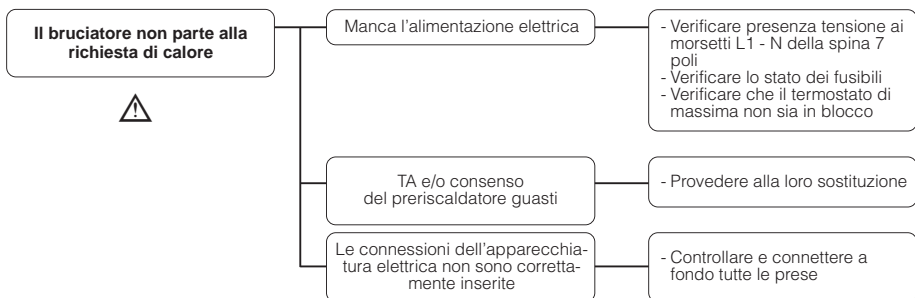 Il bruciatore non parte alla
richiesta di calore
Manca l'alimentazione elettrica
- Verificare presenza tensione ai
morsetti L1 - N della spina 7
poli
- Verificare lo stato dei fusibili
- Verificare che il termostato di
massima non sia in blocco
TA e/o consenso
del preriscaldatore guasti
- Provedere alla loro sostituzione
Le connessioni dell'apparecchia-
tura elettrica non sono corretta-
mente inserite
- Controllare e connettere a
fondo tutte le prese